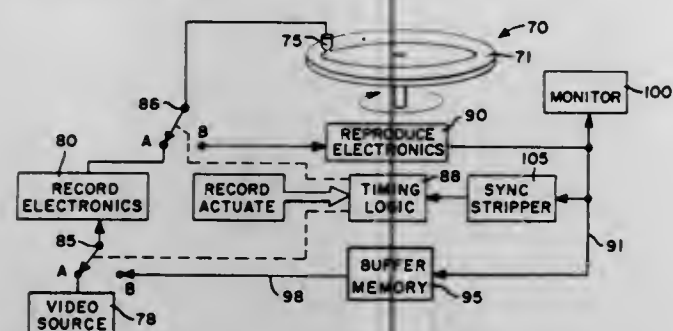 75
70
71
86
MONITOR
100
80
A
B
90
REPRODUCE
ELECTRONICS
88
105
RECORD
ELECTRONICS
RECORD
ACTUATE
TIMING
LOGIC
SYNC
STRIPPER
85
91
A
B
98
BUFFER
MEMORY
95
VIDEO
SOURCE
78